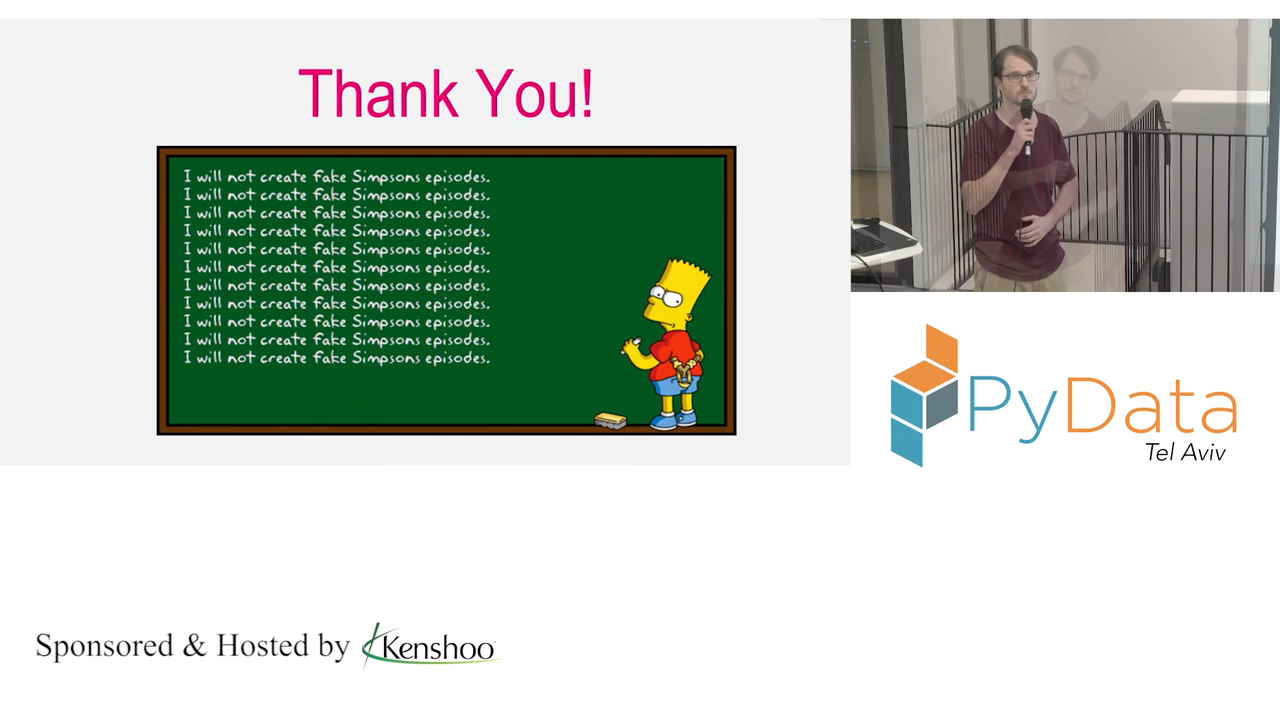 Thank You!
I will not create fake Simpsons episodes.
I will not create fake Simpsons episodes.
I will not create fake Simpsons episodes.
I will not create fake Simpsons episodes.
I will not create fake Simpsons episodes.
I will not create fake Simpsons episodes.
I will not create fake Simpsons episodes.
I will not create fake Simpsons episodes.
I will not create fake Simpsons episodes.
I will not create fake Simpsons episodes.
I will not create fake Simpsons episodes.
PyData
Tel Aviv
Sponsored & Hosted by Kenshoo